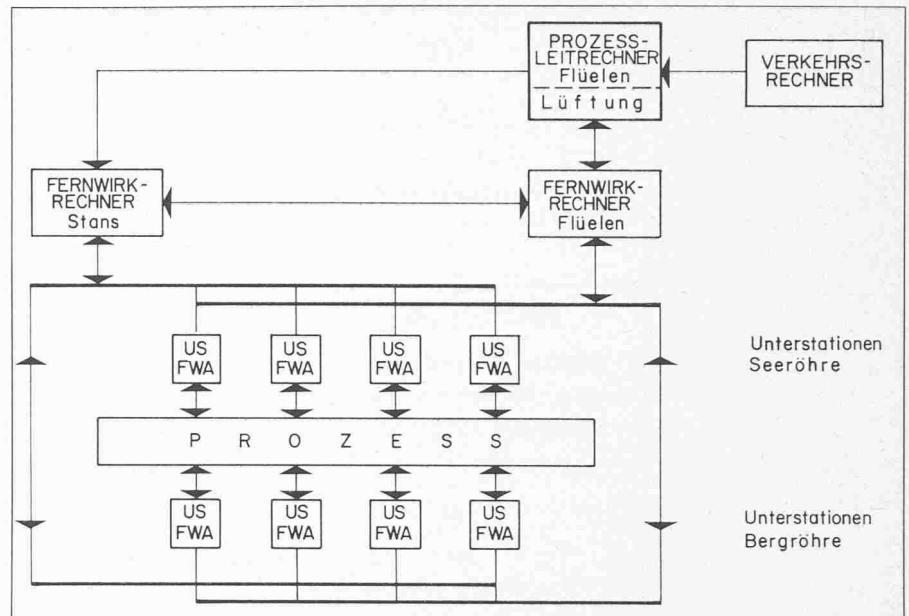 PROZESS-
LEITRECHNER
Flüelen
Lüftung
VERKEHRS-
RECHNER
FERNWIRK-
RECHNER
Stans
FERNWIRK-
RECHNER
Flüelen
US
FWA
US
FWA
US
FWA
US
FWA
Unterstationen
Seeröhre
P R O Z E S S
US
FWA
US
FWA
US
FWA
US
FWA
Unterstationen
Bergröhre